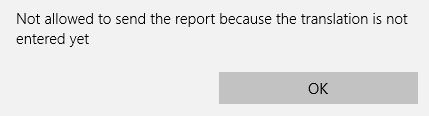 Not allowed to send the report because the translation is not
entered yet
OK